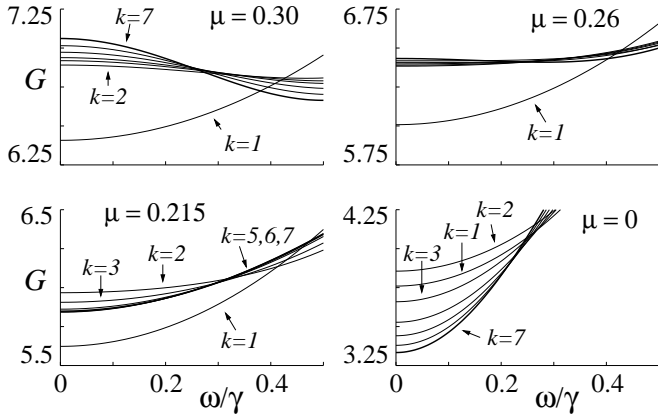 7.25
k=7
μ = 0.30
G
k=2
k=1
6.25
6.75
μ = 0.26
k=1
5.75
6.5
μ = 0.215
k=5,6,7
k=2
k=3
G
k=1
5.5
0
0.2
0.4
ω/γ
4.25
k=2
μ = 0
k=1
k=3
k=7
3.25
0
0.2
0.4
ω/γ